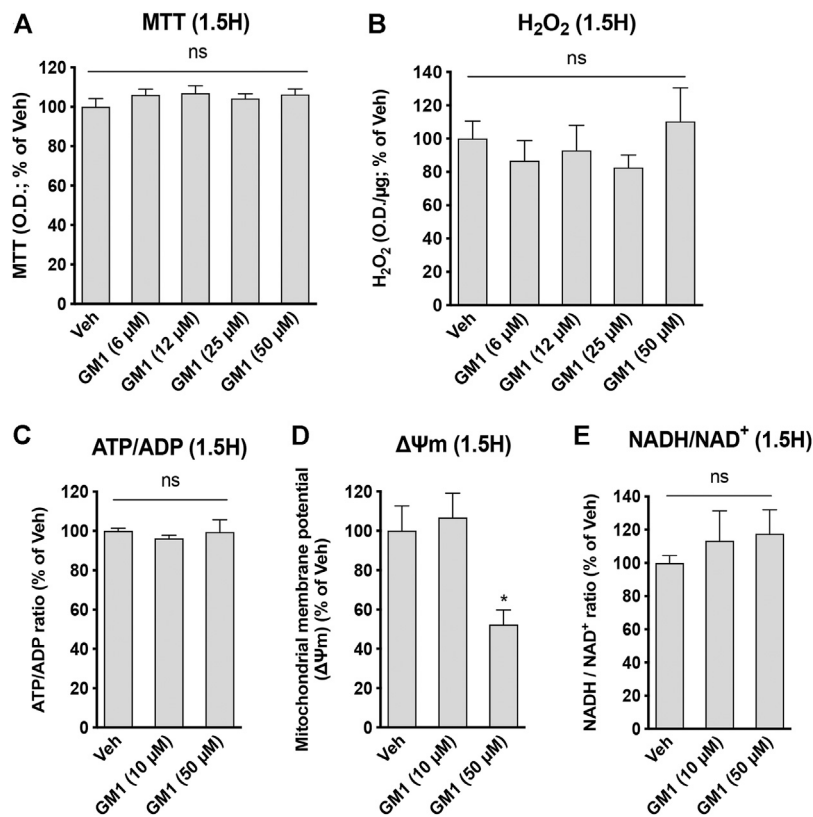 A
MTT (1.5H)
ns
MTT (O.D.; % of Veh)
120
100
80
60
40
20
0
Veh
GM1 (6 µM)
GM1 (12 µM)
GM1 (25 µM)
GM1 (50 µM)
B
H₂O₂ (1.5H)
ns
H₂O₂ (O.D./µg; % of Veh)
140
120
100
80
60
40
20
0
Veh
GM1 (6 µM)
GM1 (12 µM)
GM1 (25 µM)
GM1 (50 µM)
C
ATP/ADP (1.5H)
ns
ATP/ADP ratio (% of Veh)
120
100
80
60
40
20
0
Veh
GM1 (10 µM)
GM1 (50 µM)
D
ΔΨm (1.5H)
Mitochondrial membrane potential
(ΔΨm) (% of Veh)
120
100
80
60
40
20
0
*
Veh
GM1 (10 µM)
GM1 (50 µM)
E
NADH/NAD⁺ (1.5H)
ns
NADH / NAD⁺ ratio (% of Veh)
140
120
100
80
60
40
20
0
Veh
GM1 (10 µM)
GM1 (50 µM)